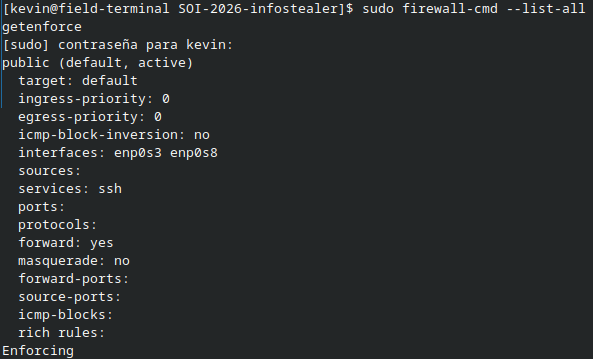 [kevin@field-terminal SOI-2026-infostealer]$ sudo firewall-cmd --list-all
getenforce
[sudo] contraseña para kevin:
public (default, active)
  target: default
  ingress-priority: 0
  egress-priority: 0
  icmp-block-inversion: no
  interfaces: enp0s3 enp0s8
  sources:
  services: ssh
  ports:
  protocols:
  forward: yes
  masquerade: no
  forward-ports:
  source-ports:
  icmp-blocks:
  rich rules:
Enforcing